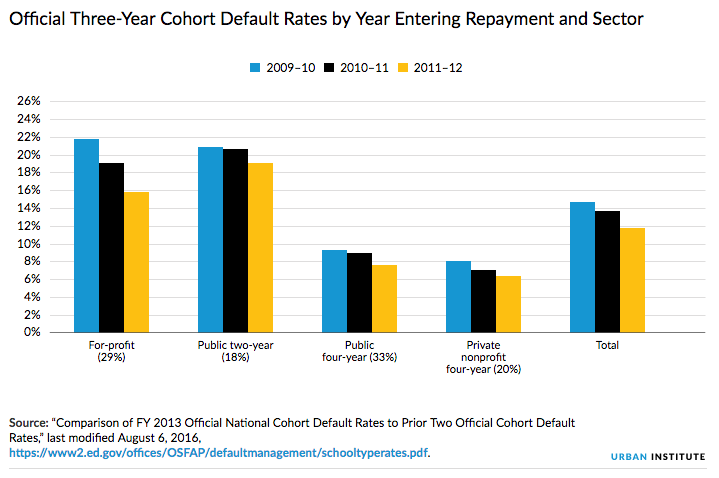 Official Three-Year Cohort Default Rates by Year Entering Repayment and Sector
2009–10 2010–11 2011–12
26%
24%
22%
20%
18%
16%
14%
12%
10%
8%
6%
4%
2%
0%
For-profit
(29%)
Public two-year
(18%)
Public
four-year (33%)
Private
nonprofit
four-year (20%)
Total
Source: “Comparison of FY 2013 Official National Cohort Default Rates to Prior Two Official Cohort Default
Rates,” last modified August 6, 2016,
https://www2.ed.gov/offices/OSFAP/defaultmanagement/schooltyperates.pdf.
URBAN INSTITUTE